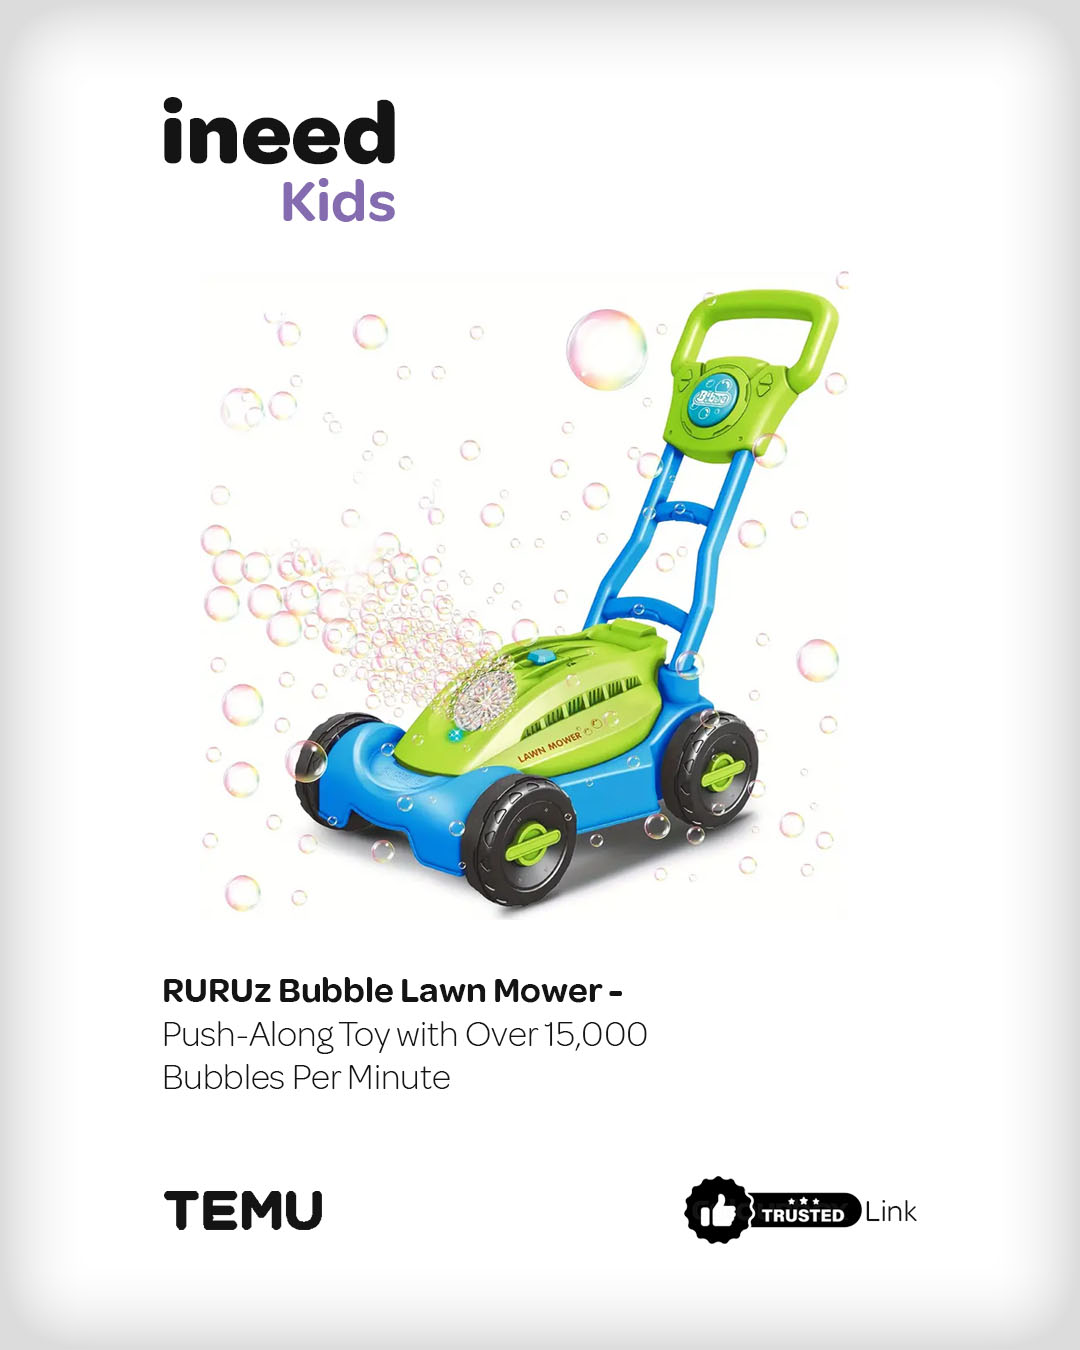 ineed
Kids
LAWN MOWER
RURUz Bubble Lawn Mower -
Push-Along Toy with Over 15,000
Bubbles Per Minute
TEMU
TRUSTED Link